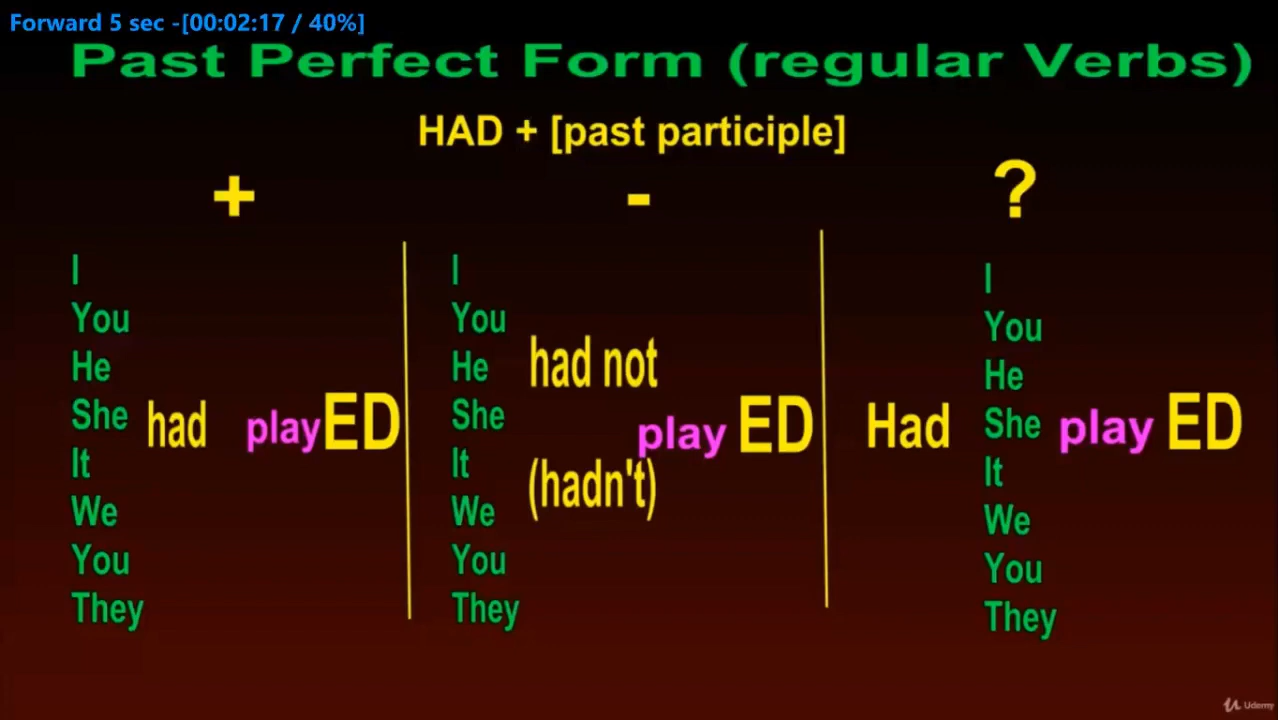 Forward 5 sec -[00:02:17 / 40%]
Past Perfect Form (regular Verbs)
HAD + [past participle]
+
I
You
He
She
It
We
You
They
had
playED
-
I
You
He
She
It
We
You
They
had not
(hadn't)
play ED
?
Had
I
You
He
She
It
We
You
They
play ED
Udemy